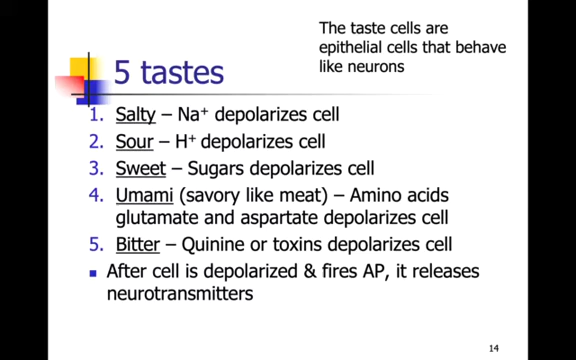 The taste cells are
epithelial cells that behave
like neurons
5 tastes
1. Salty – Na⁺ depolarizes cell
2. Sour – H⁺ depolarizes cell
3. Sweet – Sugars depolarizes cell
4. Umami (savory like meat) – Amino acids
glutamate and aspartate depolarizes cell
5. Bitter – Quinine or toxins depolarizes cell
▪ After cell is depolarized & fires AP, it releases
neurotransmitters
14